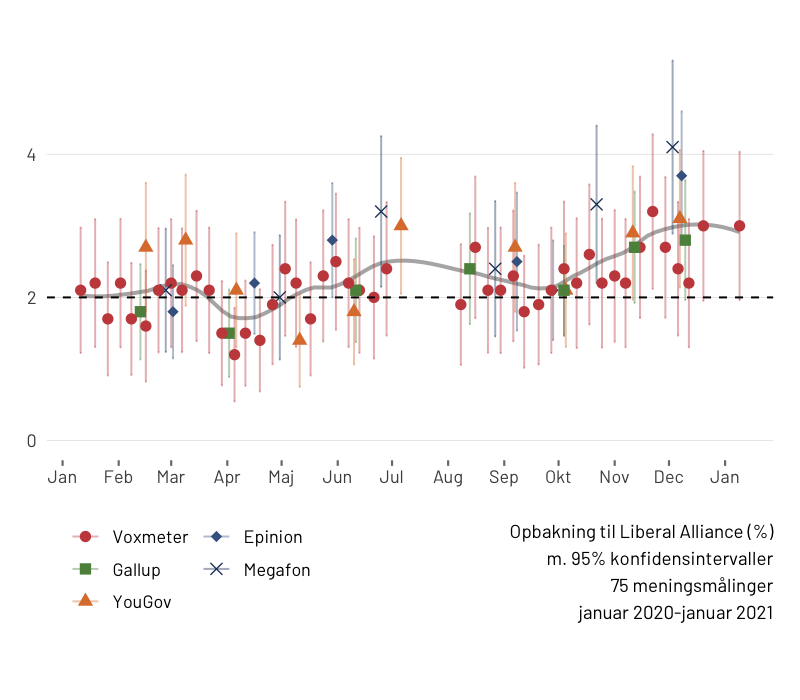 4
2
0
Jan Feb Mar Apr Maj Jun Jul Aug Sep Okt Nov Dec Jan
Voxmeter Epinion
Gallup Megafon
YouGov
Opbakning til Liberal Alliance (%)
m. 95% konfidensintervaller
75 meningsmålinger
januar 2020-januar 2021